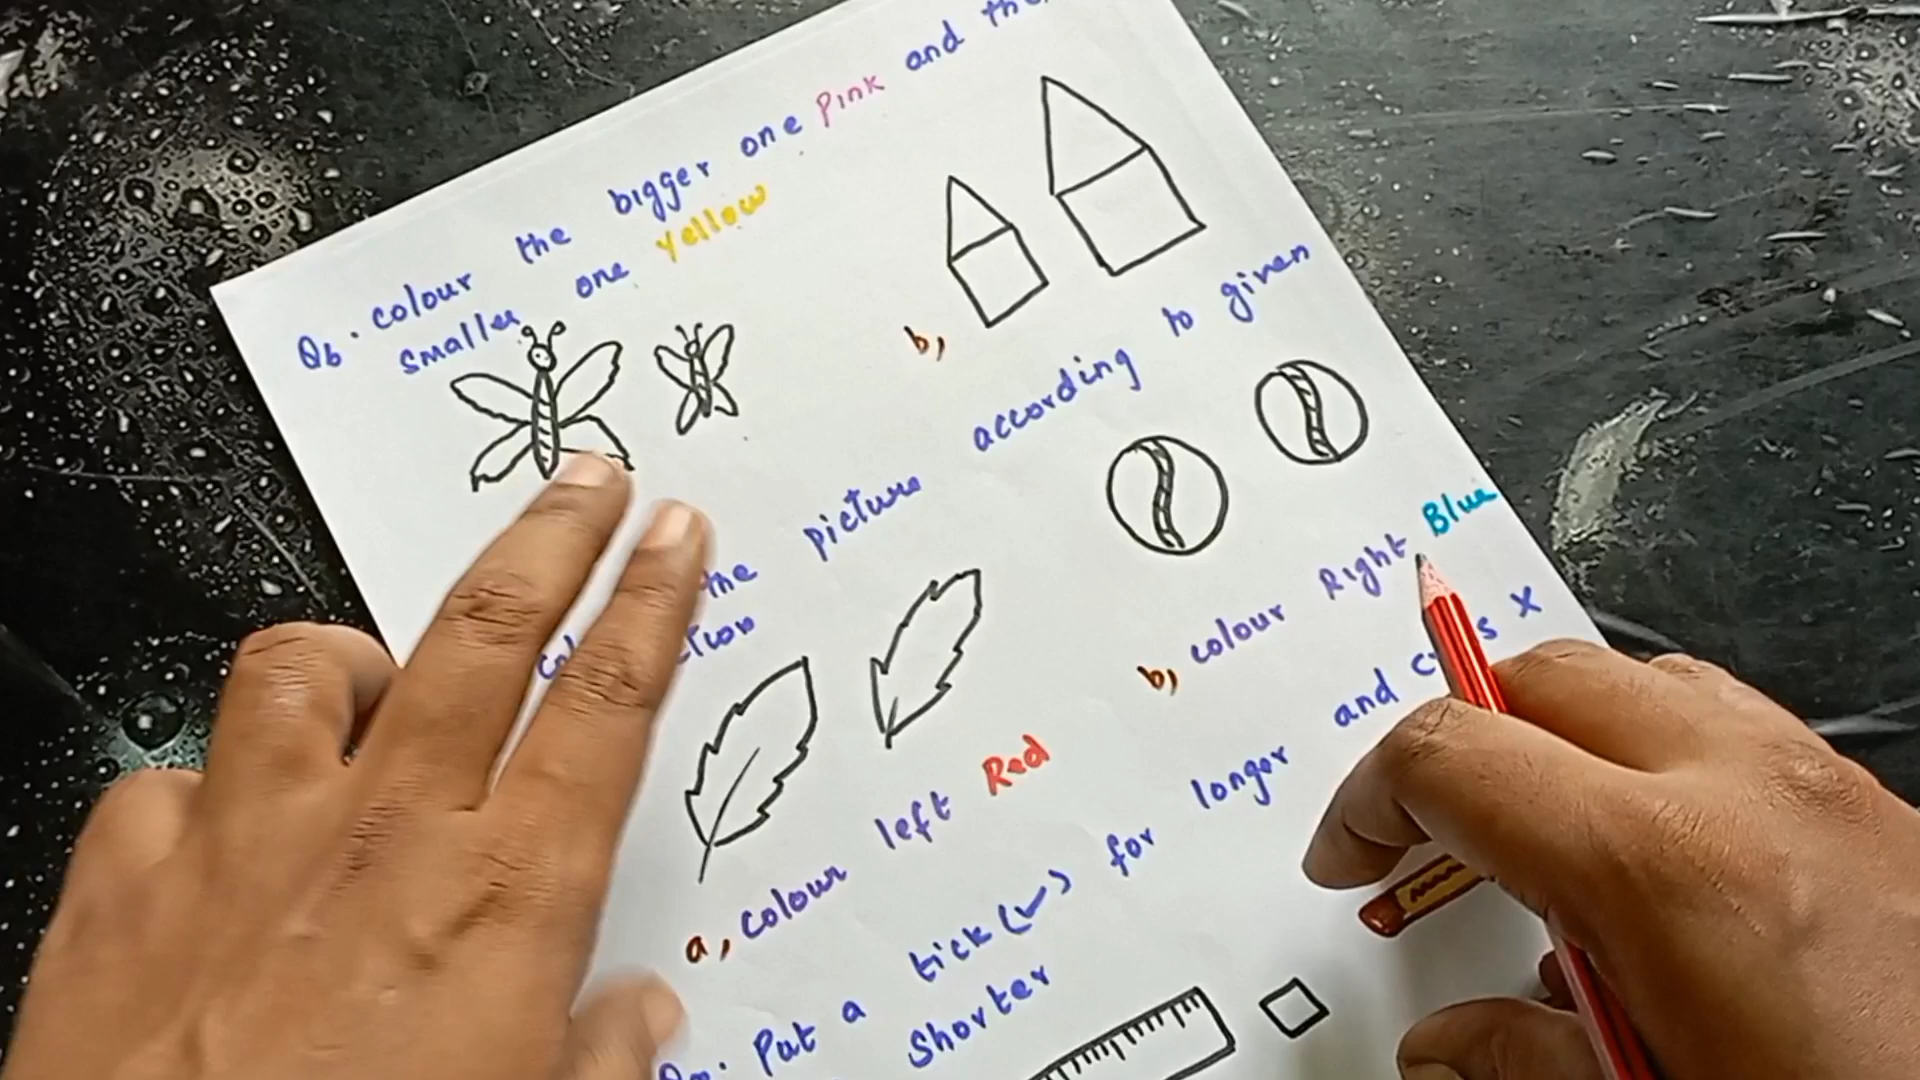 Q6. colour the bigger one Pink and the
smaller one yellow
b,
the picture according to given
a, colour left Red
b, colour Right Blue
Put a tick (✓) for longer and x
shorter